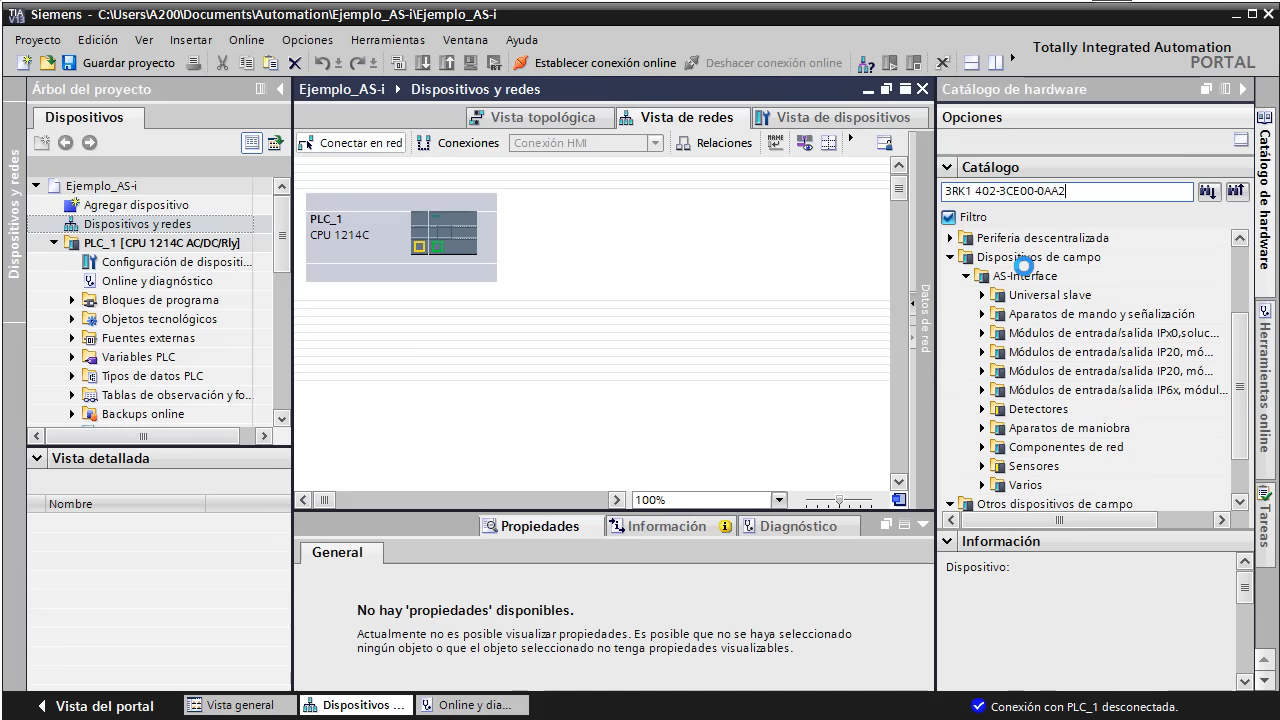 TIA V13 Siemens - C:\Users\A200\Documents\Automation\Ejemplo_AS-i\Ejemplo_AS-i
Proyecto Edición Ver Insertar Online Opciones Herramientas Ventana Ayuda
Totally Integrated Automation
PORTAL
Guardar proyecto Establecer conexión online Deshacer conexión online
Árbol del proyecto
Dispositivos
Dispositivos y redes
Ejemplo_AS-i
Agregar dispositivo
Dispositivos y redes
PLC_1 [CPU 1214C AC/DC/Rly]
Configuración de dispositi...
Online y diagnóstico
Bloques de programa
Objetos tecnológicos
Fuentes externas
Variables PLC
Tipos de datos PLC
Tablas de observación y fo...
Backups online
Vista detallada
Nombre
Ejemplo_AS-i Dispositivos y redes
Vista topológica Vista de redes Vista de dispositivos
Conectar en red Conexiones Conexión HMI Relaciones
PLC_1
CPU 1214C
Datos de red
100%
Propiedades Información Diagnóstico
General
No hay 'propiedades' disponibles.
Actualmente no es posible visualizar propiedades. Es posible que no se haya seleccionado
ningún objeto o que el objeto seleccionado no tenga propiedades visualizables.
Catálogo de hardware
Opciones
Catálogo
3RK1 402-3CE00-0AA2
Filtro
Periferia descentralizada
Dispositivos de campo
AS-Interface
Universal slave
Aparatos de mando y señalización
Módulos de entrada/salida IPx0,soluc...
Módulos de entrada/salida IP20, mó...
Módulos de entrada/salida IP20, mó...
Módulos de entrada/salida IP6x, módul...
Detectores
Aparatos de maniobra
Componentes de red
Sensores
Varios
Otros dispositivos de campo
Información
Dispositivo:
Catálogo de hardware
Herramientas online
Tareas
Vista del portal Vista general Dispositivos ... Online y dia...
Conexión con PLC_1 desconectada.